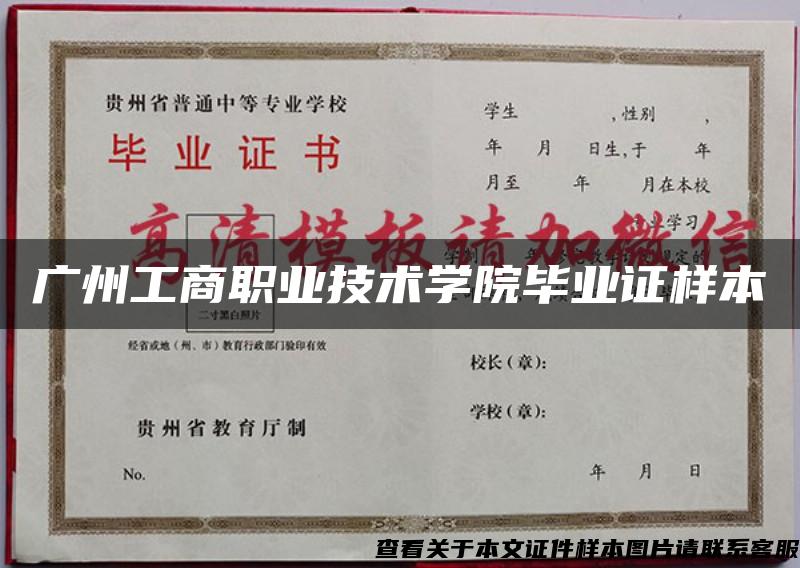 贵州省普通中等专业学校
毕业证书
二寸黑白照片
经省或地（州、市）教育行政部门验印有效
贵州省教育厅制
No.
学生 ，性别 ，
年 月 日生，于 年
月至 年 月在本校
专业学习
高清模板请加微信
广州工商职业技术学院毕业证样本
校长（章）：
学校（章）：
年 月 日
查看关于本文证件样本图片请联系客服